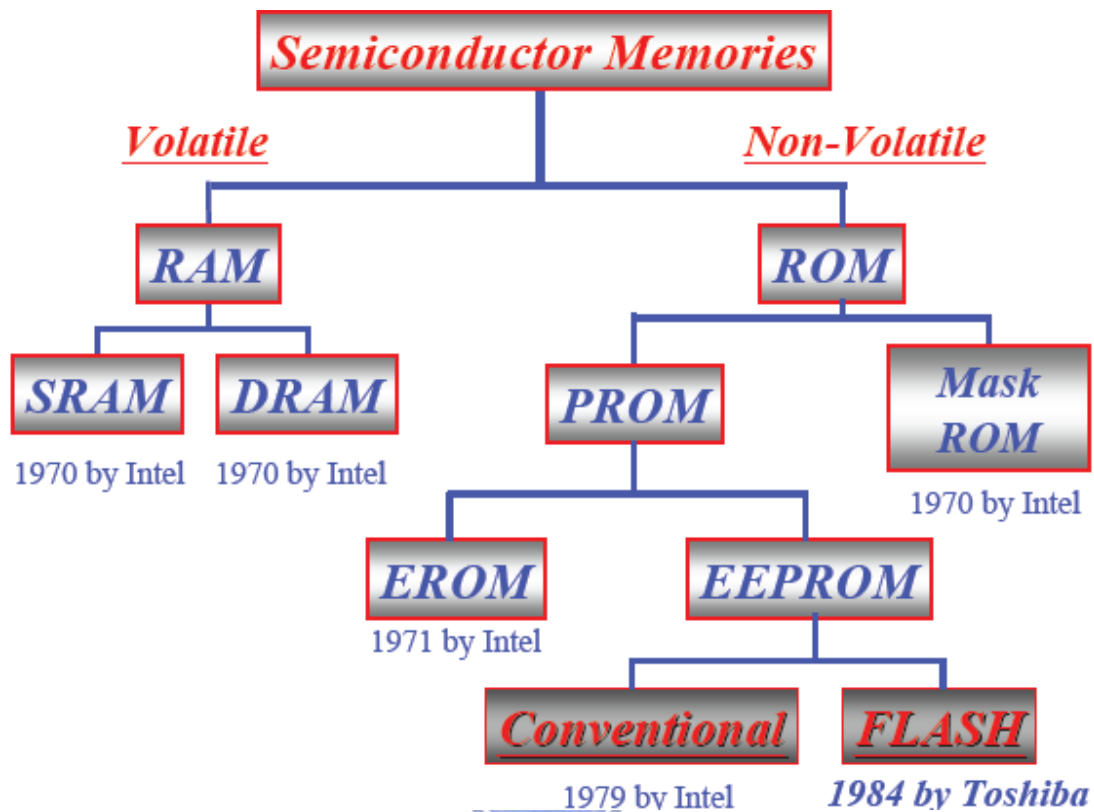 Semiconductor Memories
Volatile
Non-Volatile
RAM
ROM
SRAM
DRAM
PROM
Mask
ROM
1970 by Intel
1970 by Intel
1970 by Intel
EROM
EEPROM
1971 by Intel
Conventional
FLASH
1979 by Intel
1984 by Toshiba